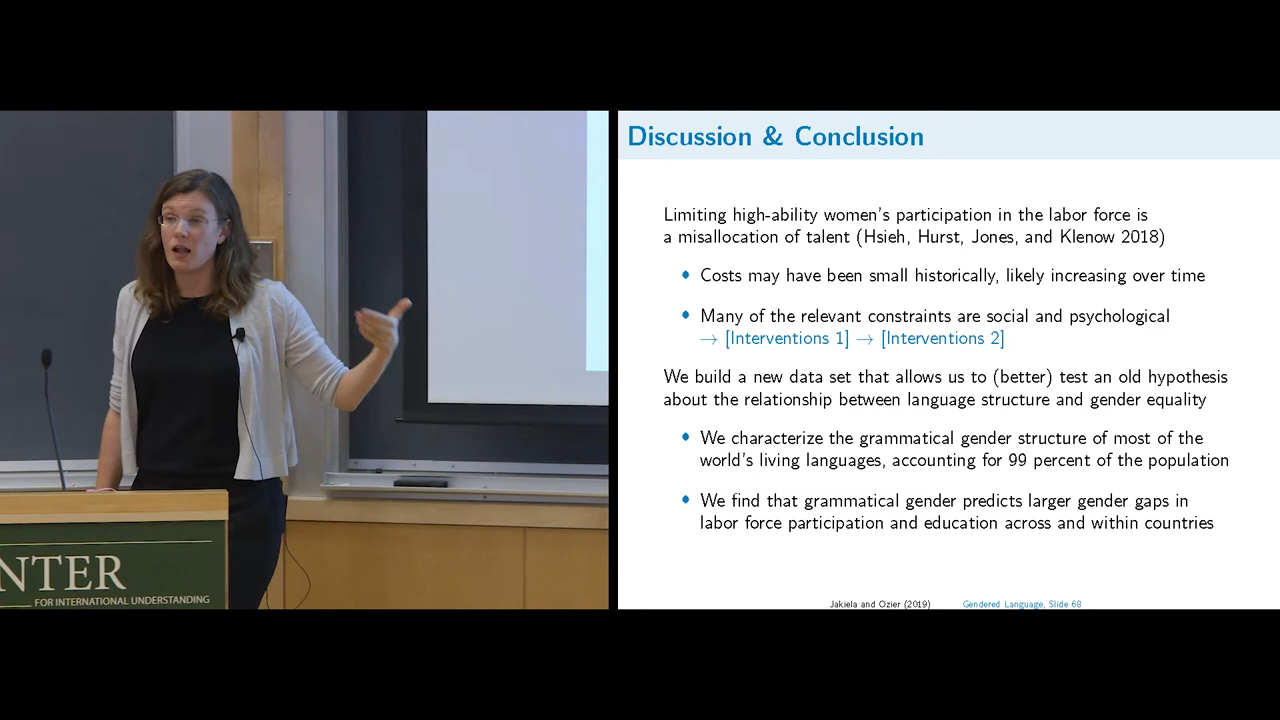 NTER
FOR INTERNATIONAL UNDERSTANDING
Discussion & Conclusion
Limiting high-ability women's participation in the labor force is
a misallocation of talent (Hsieh, Hurst, Jones, and Klenow 2018)
• Costs may have been small historically, likely increasing over time
• Many of the relevant constraints are social and psychological
→ [Interventions 1] → [Interventions 2]
We build a new data set that allows us to (better) test an old hypothesis
about the relationship between language structure and gender equality
• We characterize the grammatical gender structure of most of the
world's living languages, accounting for 99 percent of the population
• We find that grammatical gender predicts larger gender gaps in
labor force participation and education across and within countries
Jakiela and Ozier (2019) Gendered Language, Slide 68